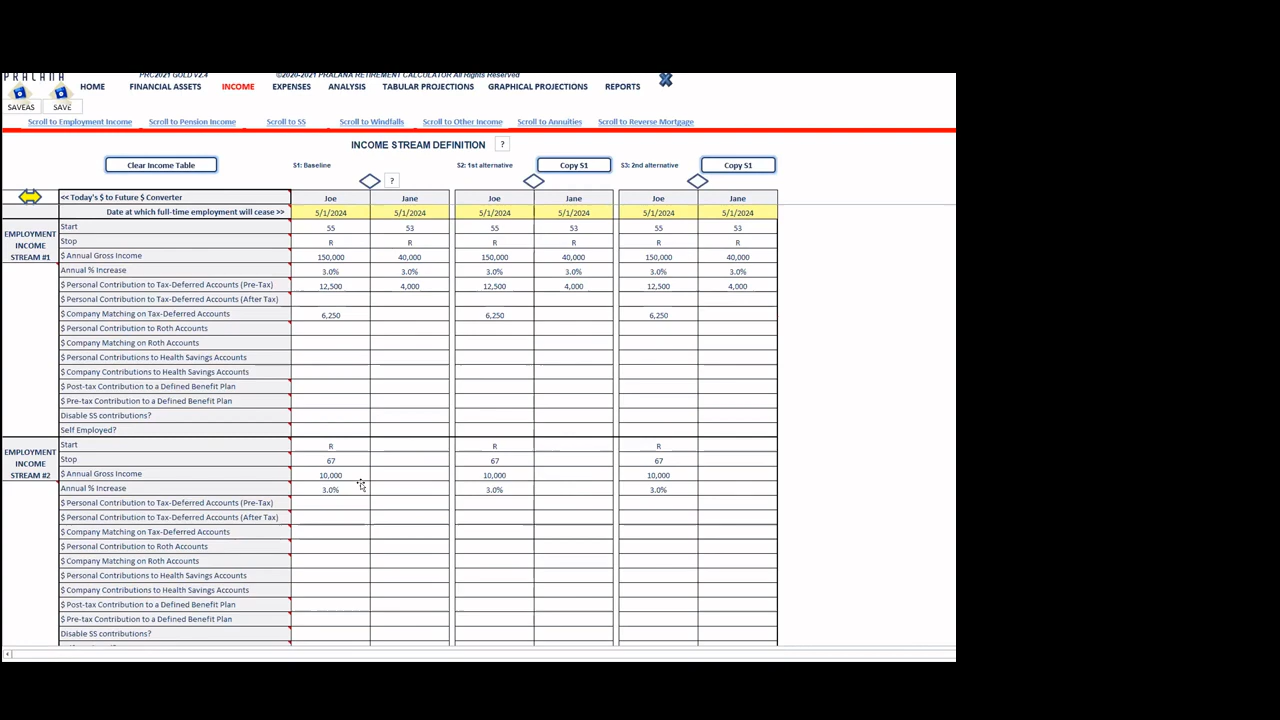 PRALANA
PRC2021 GOLD v2.4 ©2020-2021 PRALANA RETIREMENT CALCULATOR All Rights Reserved
HOME FINANCIAL ASSETS INCOME EXPENSES ANALYSIS TABULAR PROJECTIONS GRAPHICAL PROJECTIONS REPORTS
SAVEAS SAVE
Scroll to Employment Income Scroll to Pension Income Scroll to SS Scroll to Windfalls Scroll to Other Income Scroll to Annuities Scroll to Reverse Mortgage
INCOME STREAM DEFINITION ?
Clear Income Table S1: Baseline S2: 1st alternative Copy S1 S3: 2nd alternative Copy S1
?
<< Today's $ to Future $ Converter Joe Jane Joe Jane Joe Jane
Date at which full-time employment will cease >> 5/1/2024 5/1/2024 5/1/2024 5/1/2024 5/1/2024 5/1/2024
EMPLOYMENT INCOME STREAM #1
Start 55 53 55 53 55 53
Stop R R R R R R
$ Annual Gross Income 150,000 40,000 150,000 40,000 150,000 40,000
Annual % Increase 3.0% 3.0% 3.0% 3.0% 3.0% 3.0%
$ Personal Contribution to Tax-Deferred Accounts (Pre-Tax) 12,500 4,000 12,500 4,000 12,500 4,000
$ Personal Contribution to Tax-Deferred Accounts (After Tax)
$ Company Matching on Tax-Deferred Accounts 6,250 6,250 6,250
$ Personal Contribution to Roth Accounts
$ Company Matching on Roth Accounts
$ Personal Contributions to Health Savings Accounts
$ Company Contributions to Health Savings Accounts
$ Post-tax Contribution to a Defined Benefit Plan
$ Pre-tax Contribution to a Defined Benefit Plan
Disable SS contributions?
Self Employed?
EMPLOYMENT INCOME STREAM #2
Start R R R
Stop 67 67 67
$ Annual Gross Income 10,000 10,000 10,000
Annual % Increase 3.0% 3.0% 3.0%
$ Personal Contribution to Tax-Deferred Accounts (Pre-Tax)
$ Personal Contribution to Tax-Deferred Accounts (After Tax)
$ Company Matching on Tax-Deferred Accounts
$ Personal Contribution to Roth Accounts
$ Company Matching on Roth Accounts
$ Personal Contributions to Health Savings Accounts
$ Company Contributions to Health Savings Accounts
$ Post-tax Contribution to a Defined Benefit Plan
$ Pre-tax Contribution to a Defined Benefit Plan
Disable SS contributions?